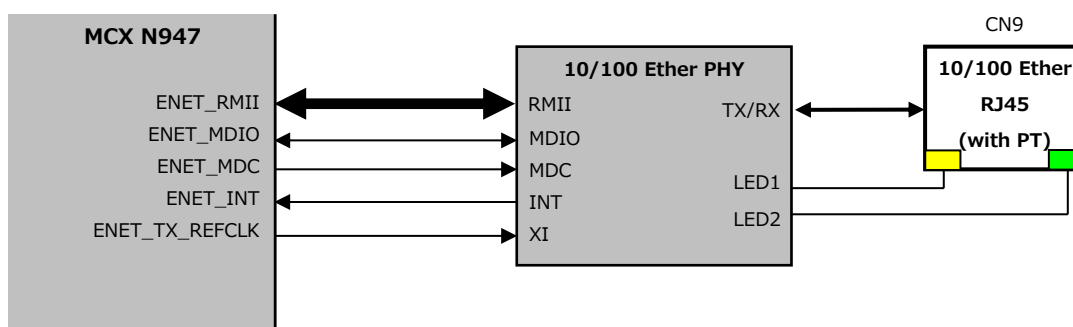 MCX N947
ENET_RMII
ENET_MDIO
ENET_MDC
ENET_INT
ENET_TX_REFCLK
10/100 Ether PHY
RMII
MDIO
MDC
INT
XI
TX/RX
LED1
LED2
CN9
10/100 Ether
RJ45
(with PT)